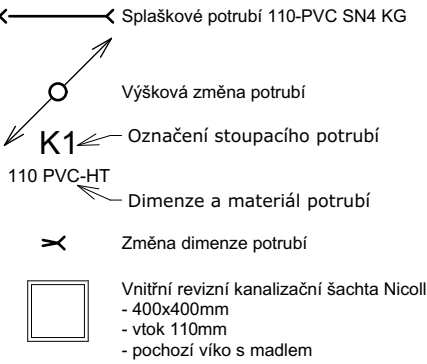 Splaškové potrubí 110-PVC SN4 KG
Výšková změna potrubí
K1
Označení stoupacího potrubí
110 PVC-HT
Dimenze a materiál potrubí
Změna dimenze potrubí
Vnitřní revizní kanalizační šachta Nicoll
- 400x400mm
- vtok 110mm
- pochozí víko s madlem